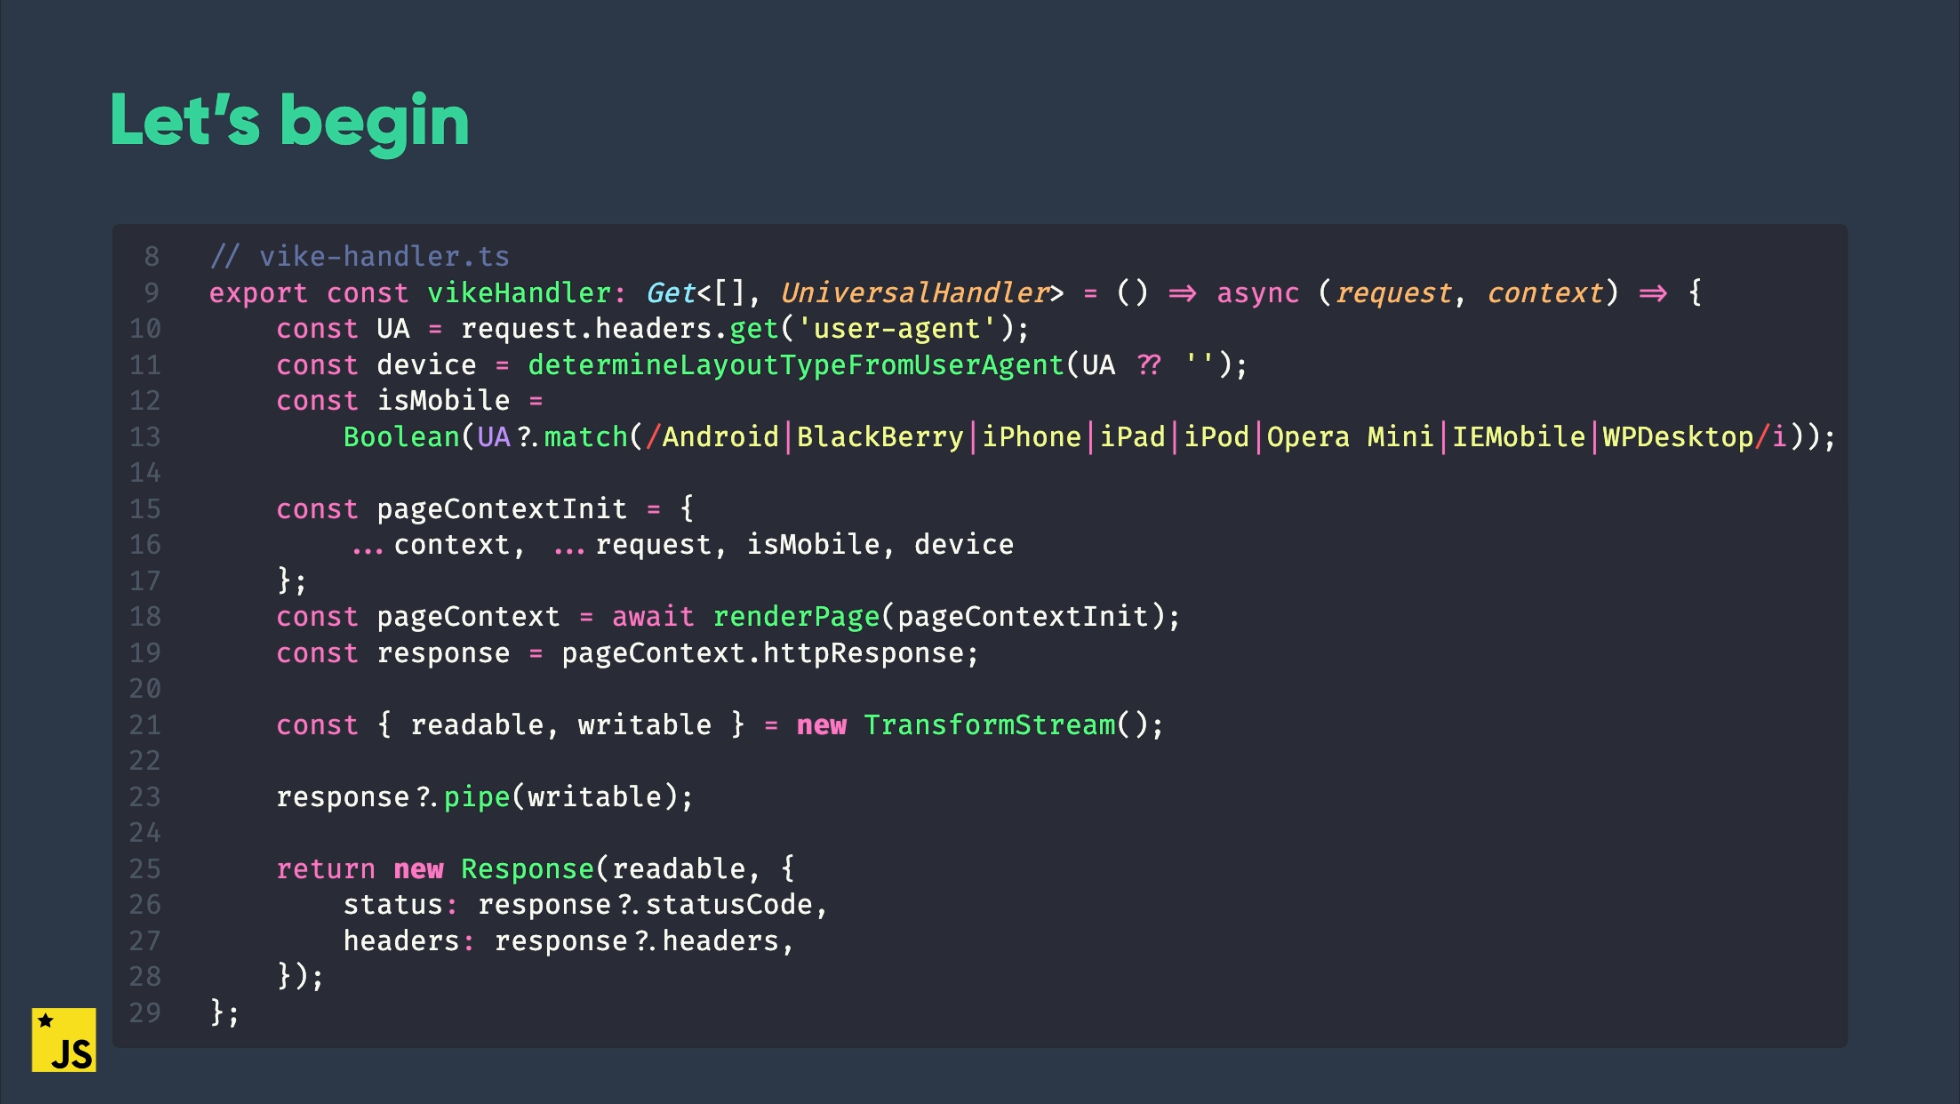 Let's begin
8 // vike-handler.ts
9 export const vikeHandler: Get<[], UniversalHandler> = () => async (request, context) => {
10 const UA = request.headers.get('user-agent');
11 const device = determineLayoutTypeFromUserAgent(UA ?? '');
12 const isMobile =
13 Boolean(UA?.match(/Android|BlackBerry|iPhone|iPad|iPod|Opera Mini|IEMobile|WPDesktop/i));
14
15 const pageContextInit = {
16 ...context, ...request, isMobile, device
17 };
18 const pageContext = await renderPage(pageContextInit);
19 const response = pageContext.httpResponse;
20
21 const { readable, writable } = new TransformStream();
22
23 response?.pipe(writable);
24
25 return new Response(readable, {
26 status: response?.statusCode,
27 headers: response?.headers,
28 });
29 };
JS